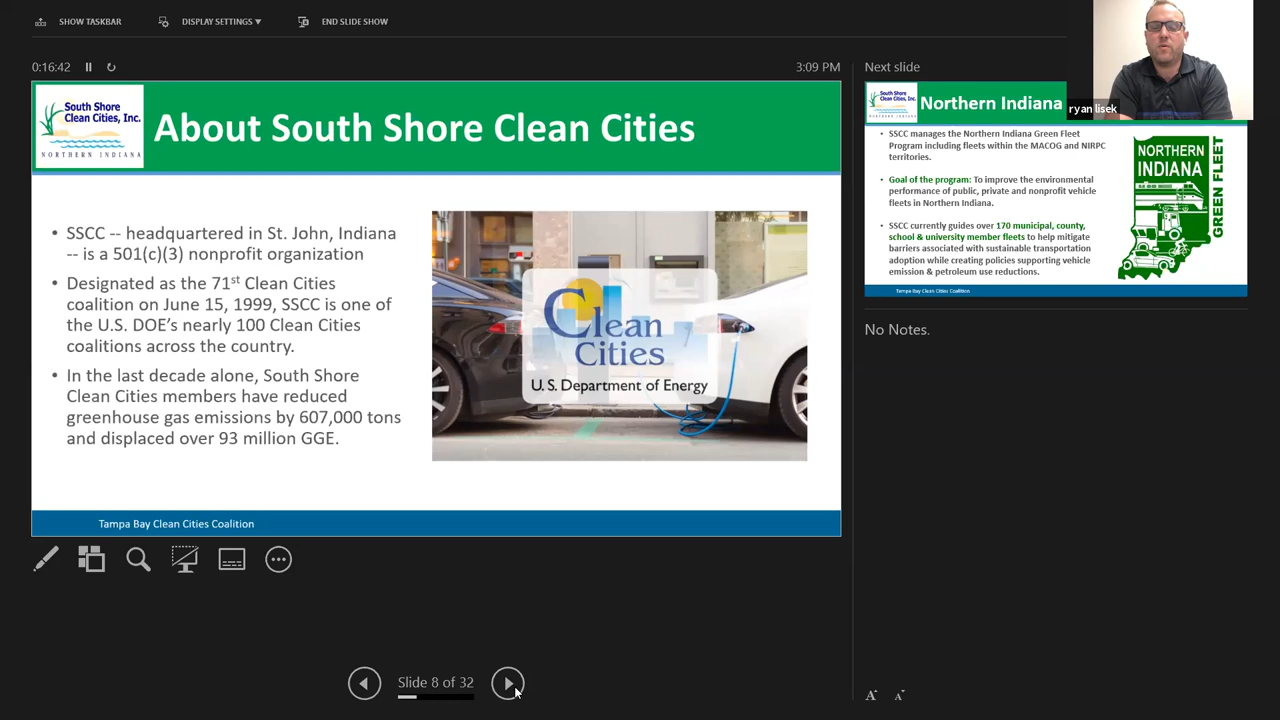 SHOW TASKBAR
DISPLAY SETTINGS ▼
END SLIDE SHOW
0:16:42
3:09 PM
South Shore
Clean Cities, Inc.
NORTHERN INDIANA
About South Shore Clean Cities
• SSCC -- headquartered in St. John, Indiana
-- is a 501(c)(3) nonprofit organization
• Designated as the 71st Clean Cities
coalition on June 15, 1999, SSCC is one of
the U.S. DOE’s nearly 100 Clean Cities
coalitions across the country.
• In the last decade alone, South Shore
Clean Cities members have reduced
greenhouse gas emissions by 607,000 tons
and displaced over 93 million GGE.
Clean
Cities
U.S. Department of Energy
Tampa Bay Clean Cities Coalition
Slide 8 of 32
Next slide
ryan lisek
South Shore
Clean Cities, Inc.
Northern Indiana
• SSCC manages the Northern Indiana Green Fleet
Program including fleets within the MACOG and NIRPC
territories.
• Goal of the program: To improve the environmental
performance of public, private and nonprofit vehicle
fleets in Northern Indiana.
• SSCC currently guides over 170 municipal, county,
school & university member fleets to help mitigate
barriers associated with sustainable transportation
adoption while creating policies supporting vehicle
emission & petroleum use reductions.
NORTHERN
INDIANA
GREEN FLEET
Tampa Bay Clean Cities Coalition
No Notes.
A A